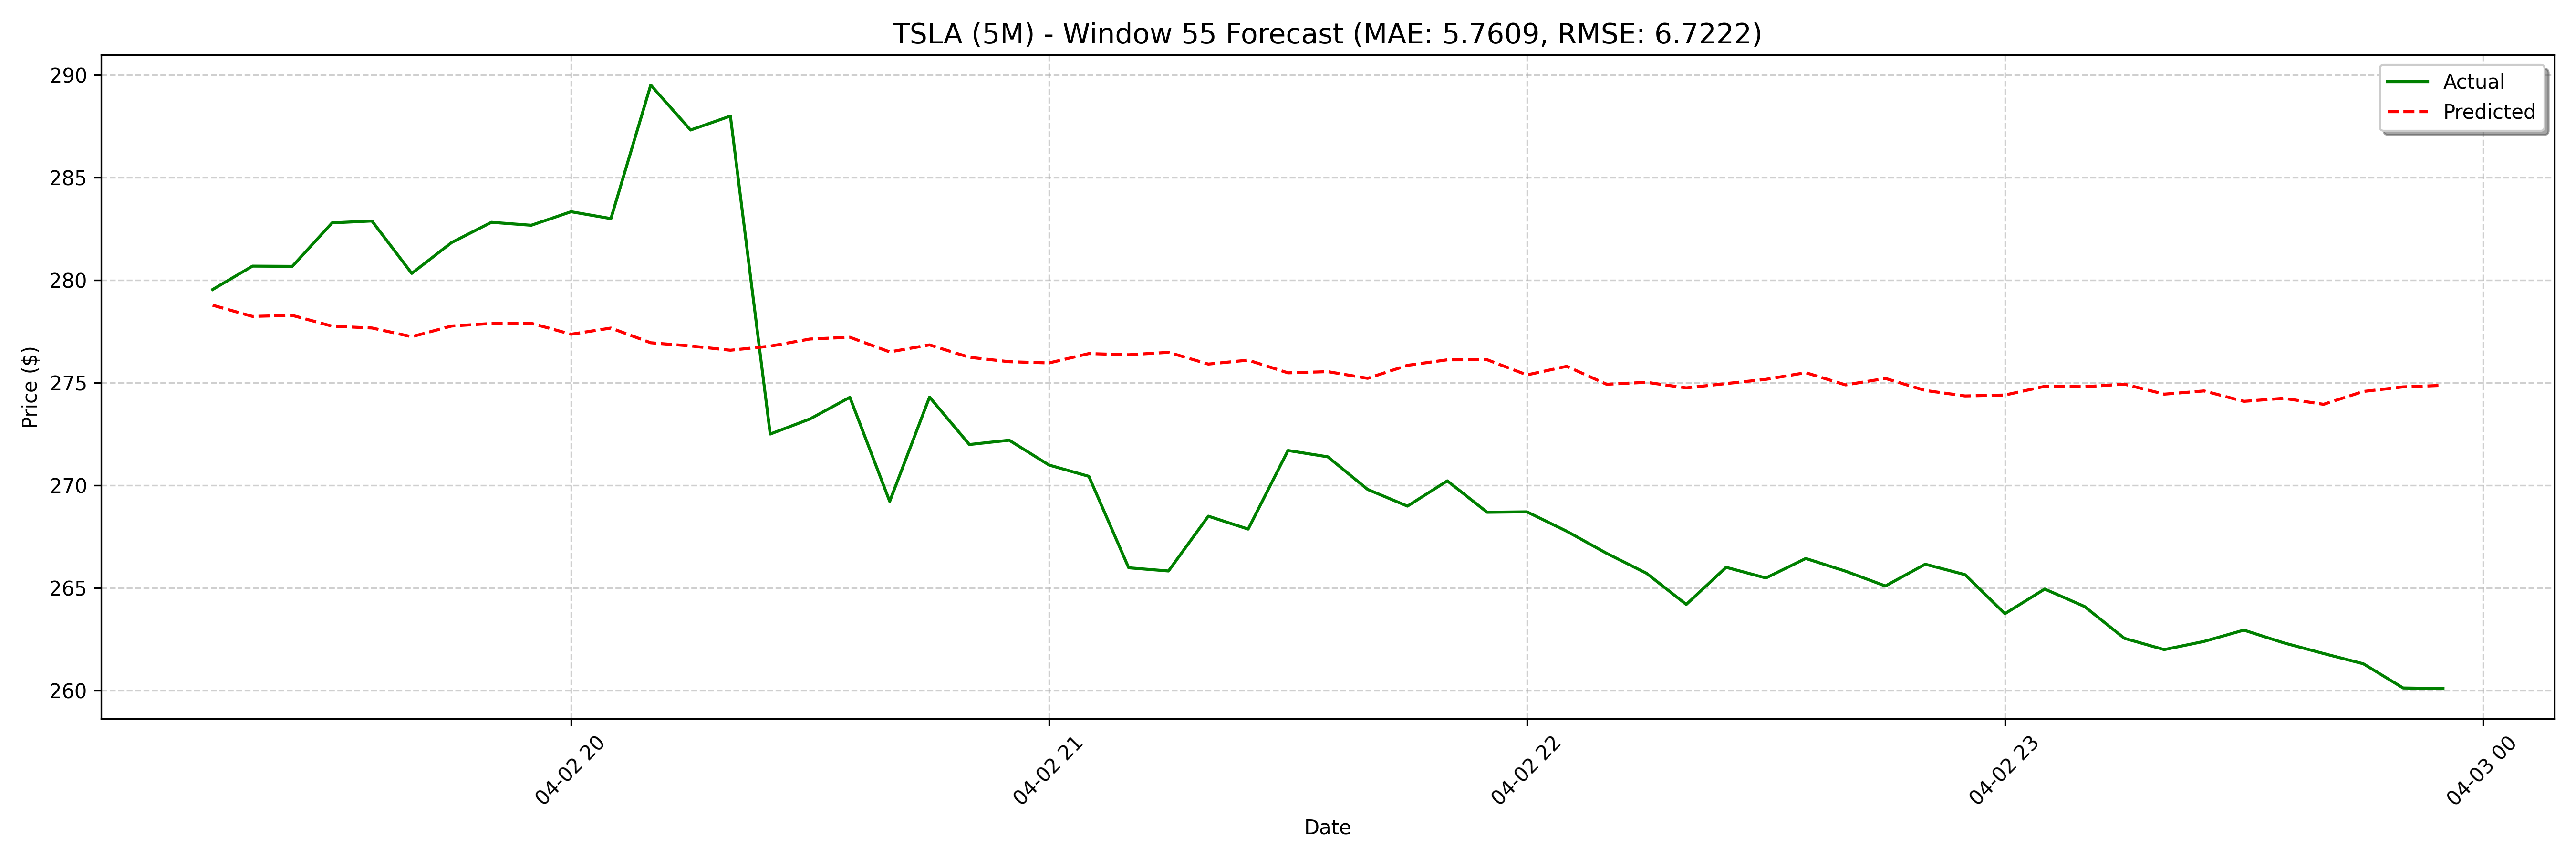 TSLA (5M) - Window 55 Forecast (MAE: 5.7609, RMSE: 6.7222)
Actual
Predicted
Price ($)
290
285
280
275
270
265
260
04-02 20
04-02 21
04-02 22
04-02 23
04-03 00
Date